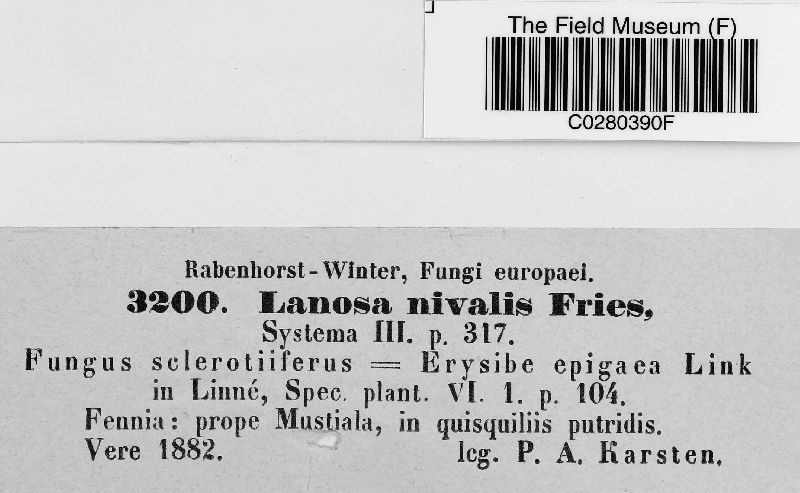 The Field Museum (F)
C0280390F
Rabenhorst-Winter, Fungi europaei.
3200. Lanosa nivalis Fries,
Systema III. p. 317.
Fungus sclerotiiferus = Erysibe epigaea Link
in Linné, Spec. plant. VI. 1. p. 104.
Fennia: prope Mustiala, in quisquiliis putridis.
Vere 1882. leg. P. A. Karsten.